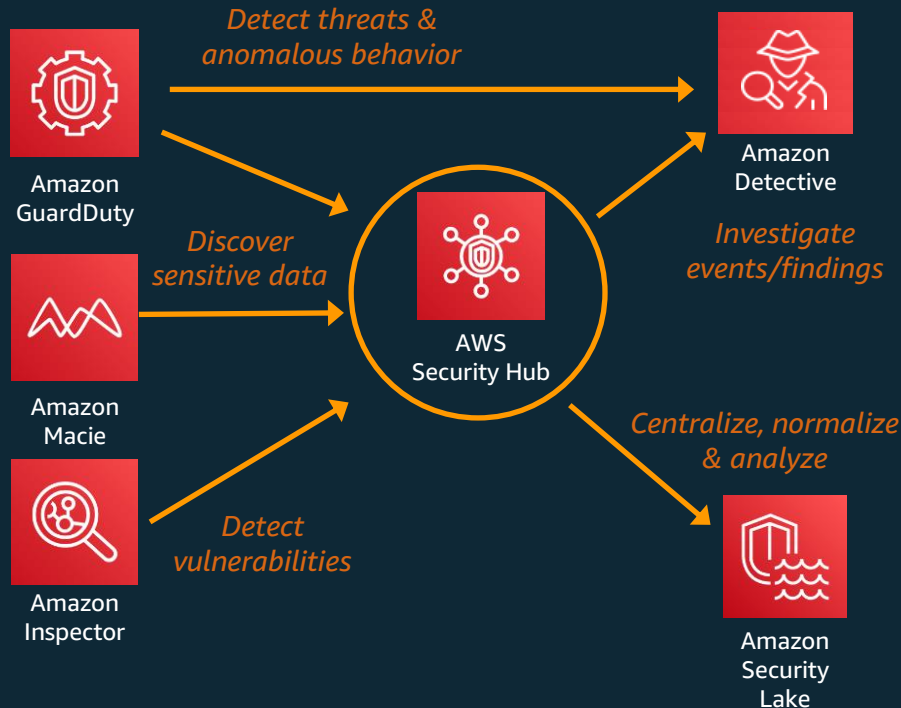 Detect threats &
anomalous behavior
Amazon
GuardDuty
Amazon
Detective
Discover
sensitive data
Investigate
events/findings
AWS
Security Hub
Amazon
Macie
Centralize, normalize
& analyze
Detect
vulnerabilities
Amazon
Inspector
Amazon
Security
Lake